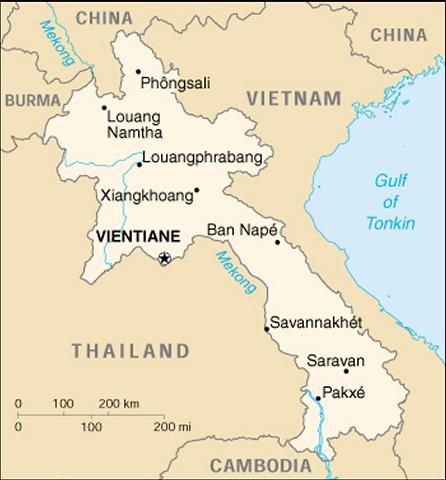 CHINA
CHINA
Mekong
Phôngsali
BURMA
VIETNAM
Louang
Namtha
Louangphrabang
Xiangkhoang
Gulf
of
Tonkin
VIENTIANE
Ban Napé
Mekong
Savannakhét
THAILAND
Saravan
Pakxé
0 100 200 km
0 100 200 mi
CAMBODIA